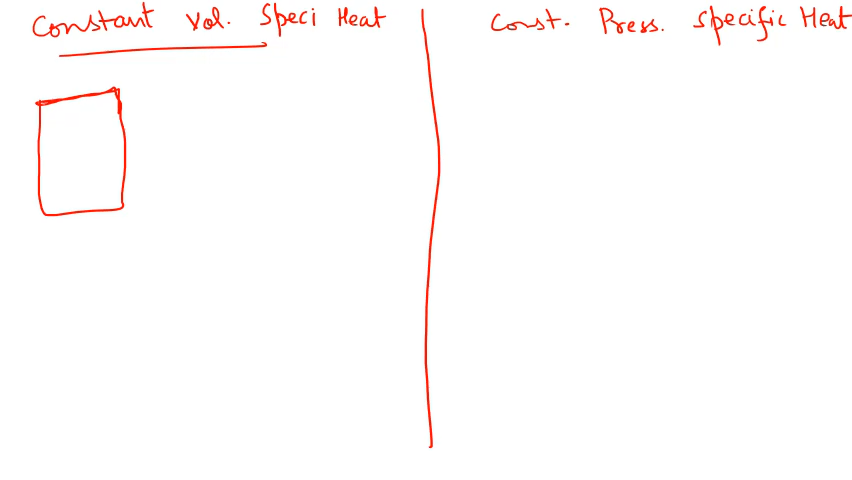 Constant Vol. Speci Heat
Const. Press. Specific Heat